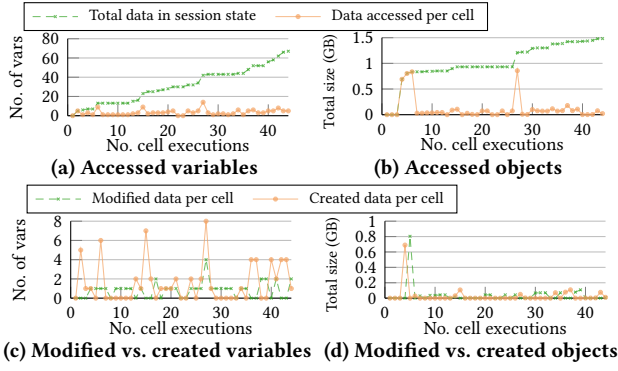 Total data in session state Data accessed per cell
No. of vars
80
60
40
20
0
0 10 20 30 40
No. cell executions
(a) Accessed variables
Total size (GB)
1.5
1
0.5
0
0 10 20 30 40
No. cell executions
(b) Accessed objects
Modified data per cell Created data per cell
No. of vars
8
6
4
2
0
0 10 20 30 40
No. cell executions
(c) Modified vs. created variables
Total size (GB)
1
0.8
0.6
0.4
0.2
0
0 10 20 30 40
No. cell executions
(d) Modified vs. created objects